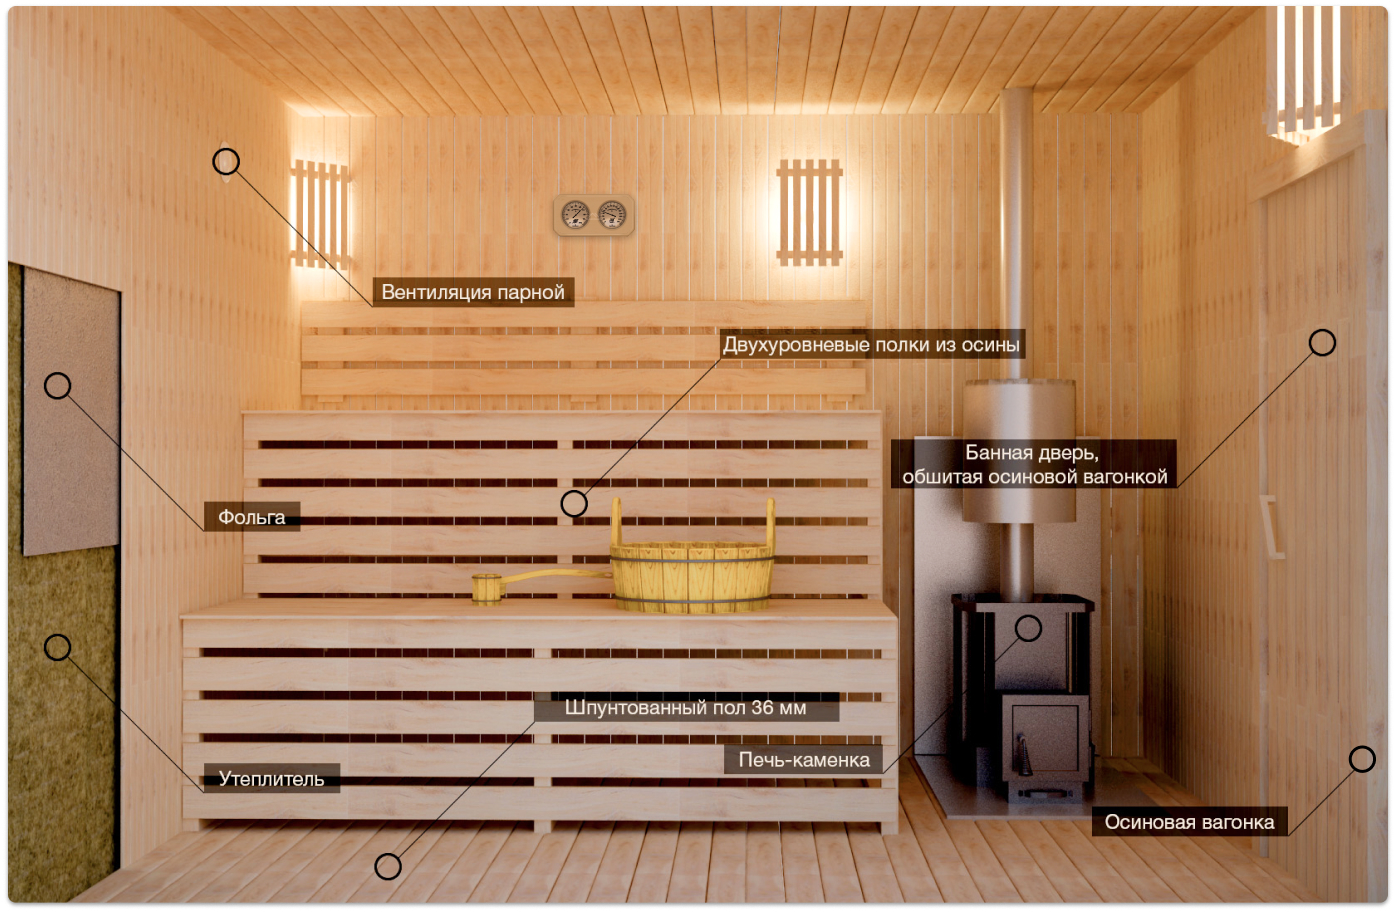 Вентиляция парной
Двухуровневые полки из осины
Банная дверь,
обшитая осиновой вагонкой
Фольга
Шпунтованный пол 36 мм
Печь-каменка
Утеплитель
Осиновая вагонка